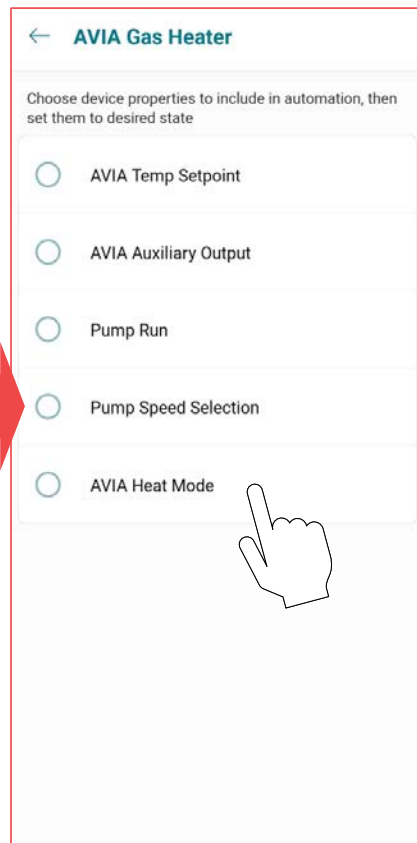 AVIA Gas Heater
Choose device properties to include in automation, then
set them to desired state
AVIA Temp Setpoint
AVIA Auxiliary Output
Pump Run
Pump Speed Selection
AVIA Heat Mode